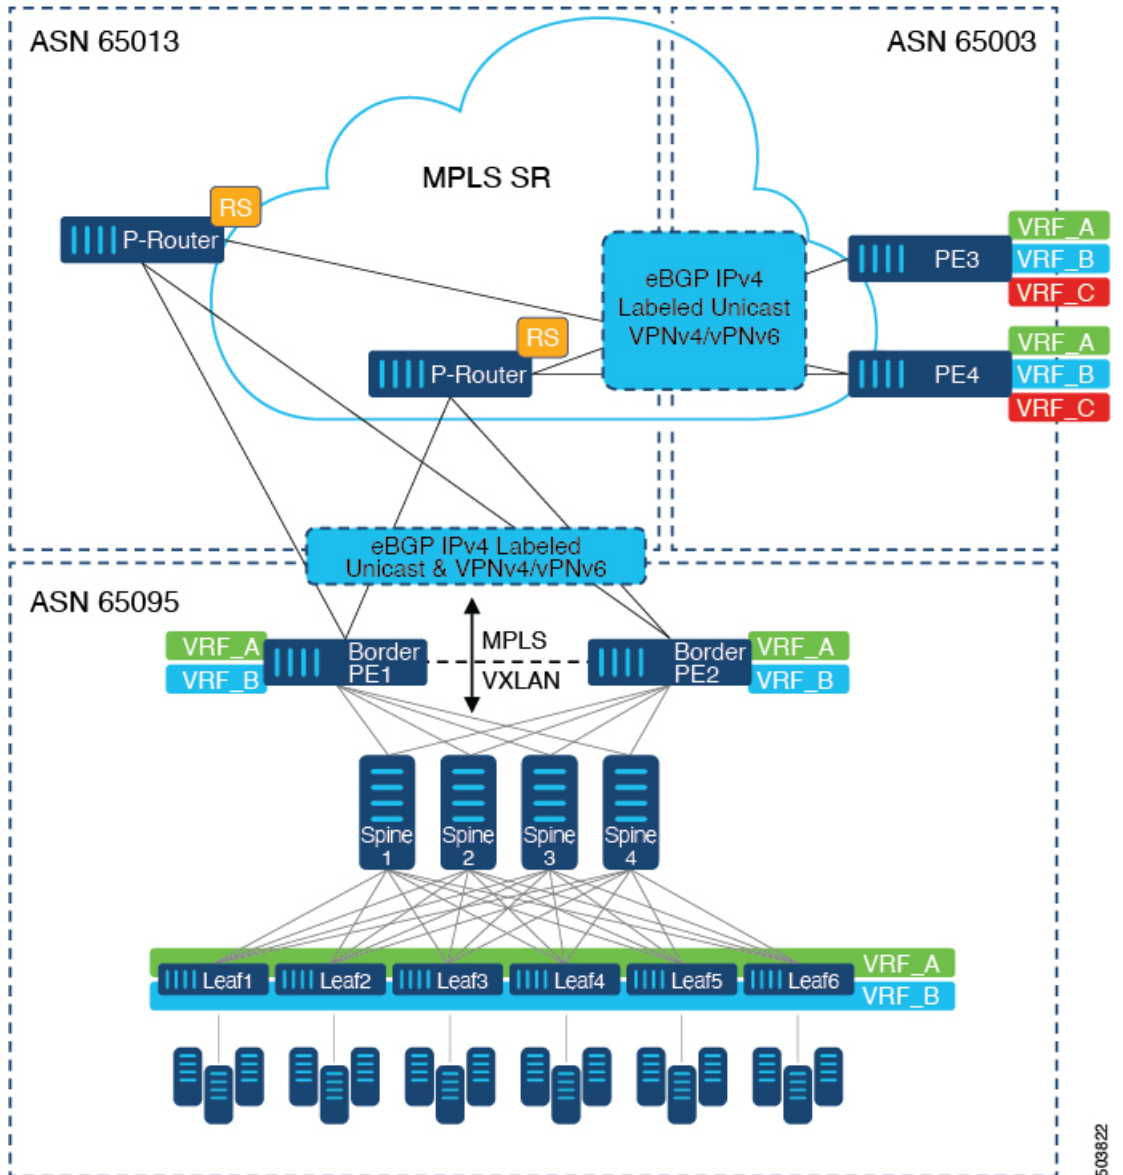 ASN 65013
ASN 65003
MPLS SR
RS
P-Router
RS
P-Router
eBGP IPv4
Labeled Unicast
VPNv4/vPNv6
PE3
VRF_A
VRF_B
VRF_C
PE4
VRF_A
VRF_B
VRF_C
eBGP IPv4 Labeled
Unicast & VPNv4/vPNv6
ASN 65095
VRF_A
VRF_B
Border
PE1
MPLS
VXLAN
Border
PE2
VRF_A
VRF_B
Spine
1
Spine
2
Spine
3
Spine
4
Leaf1
Leaf2
Leaf3
Leaf4
Leaf5
Leaf6
VRF_A
VRF_B
503822